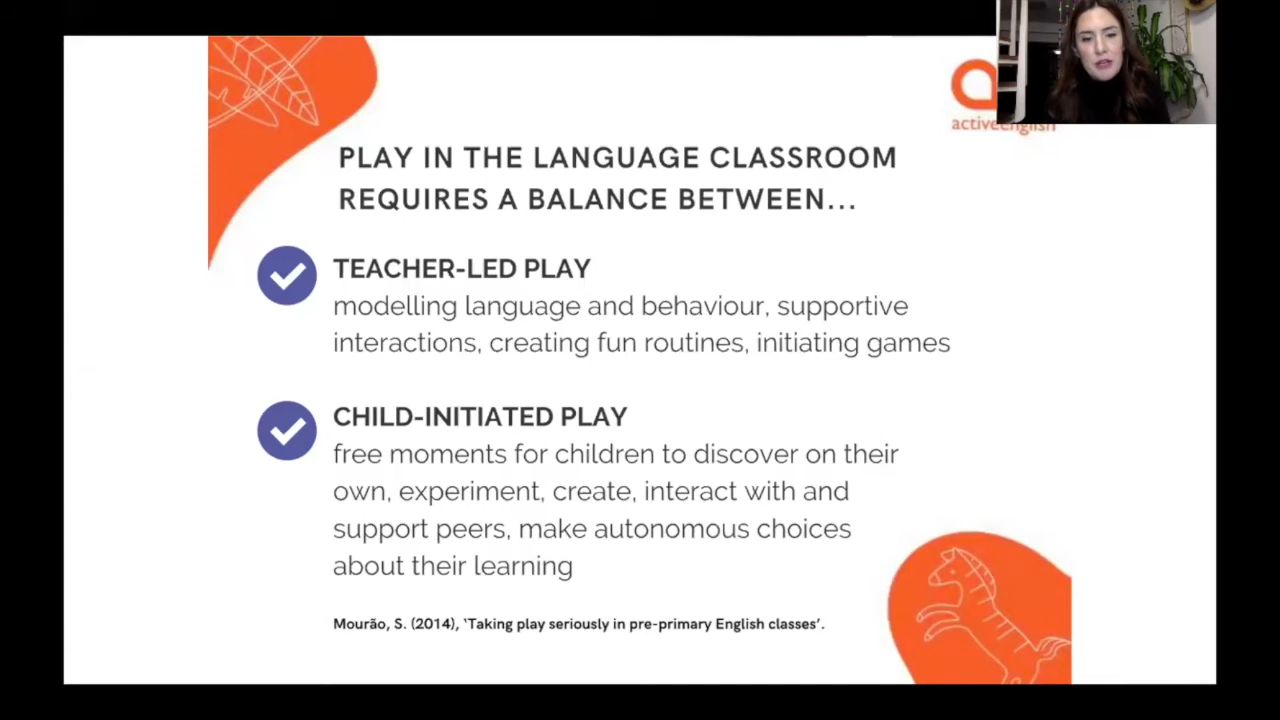 activeenglish
PLAY IN THE LANGUAGE CLASSROOM
REQUIRES A BALANCE BETWEEN...
TEACHER-LED PLAY
modelling language and behaviour, supportive
interactions, creating fun routines, initiating games
CHILD-INITIATED PLAY
free moments for children to discover on their
own, experiment, create, interact with and
support peers, make autonomous choices
about their learning
Mourão, S. (2014), ‘Taking play seriously in pre-primary English classes’.